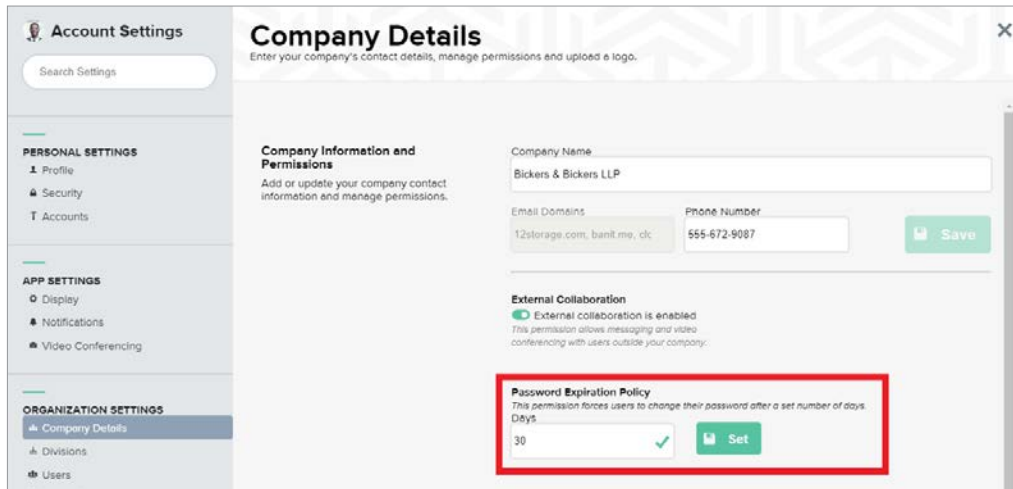 Account Settings
Search Settings
PERSONAL SETTINGS
Profile
Security
Accounts
APP SETTINGS
Display
Notifications
Video Conferencing
ORGANIZATION SETTINGS
Company Details
Divisions
Users
Company Details
Enter your company's contact details, manage permissions and upload a logo.
Company Information and
Permissions
Add or update your company contact
information and manage permissions.
Company Name
Bickers & Bickers LLP
Email Domains
Phone Number
12storage.com, banit.me, clc
555-672-9087
Save
External Collaboration
External collaboration is enabled
This permission allows messaging and video
conferencing with users outside your company.
Password Expiration Policy
This permission forces users to change their password after a set number of days.
Days
30
Set